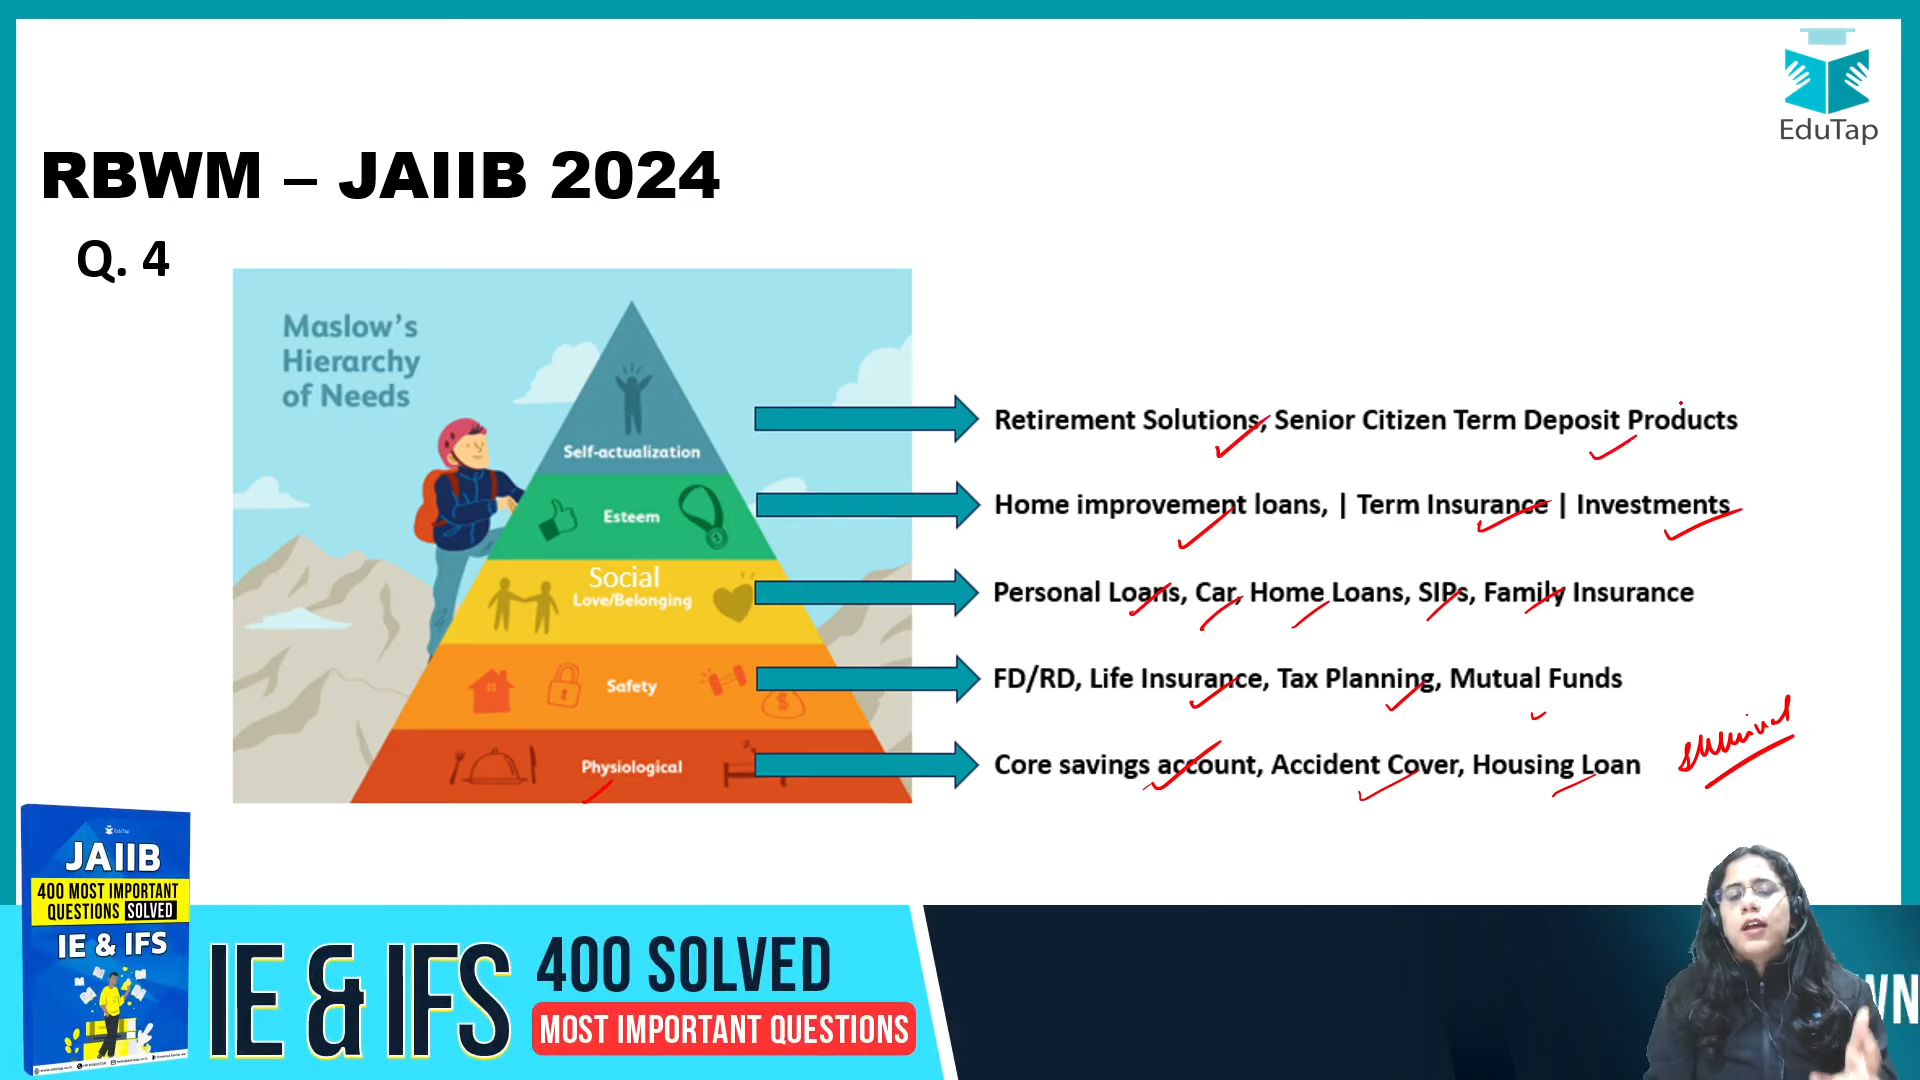 EduTap
RBWM – JAIIB 2024
Q. 4
Maslow's
Hierarchy
of Needs
Self-actualization
Retirement Solutions, Senior Citizen Term Deposit Products
Esteem
Home improvement loans, | Term Insurance | Investments
Social
Love/Belonging
Personal Loans, Car, Home Loans, SIPs, Family Insurance
Safety
FD/RD, Life Insurance, Tax Planning, Mutual Funds
Physiological
Core savings account, Accident Cover, Housing Loan
survival
EduTap
JAIIB
400 MOST IMPORTANT
QUESTIONS SOLVED
IE & IFS
IE & IFS
400 SOLVED
MOST IMPORTANT QUESTIONS
WN